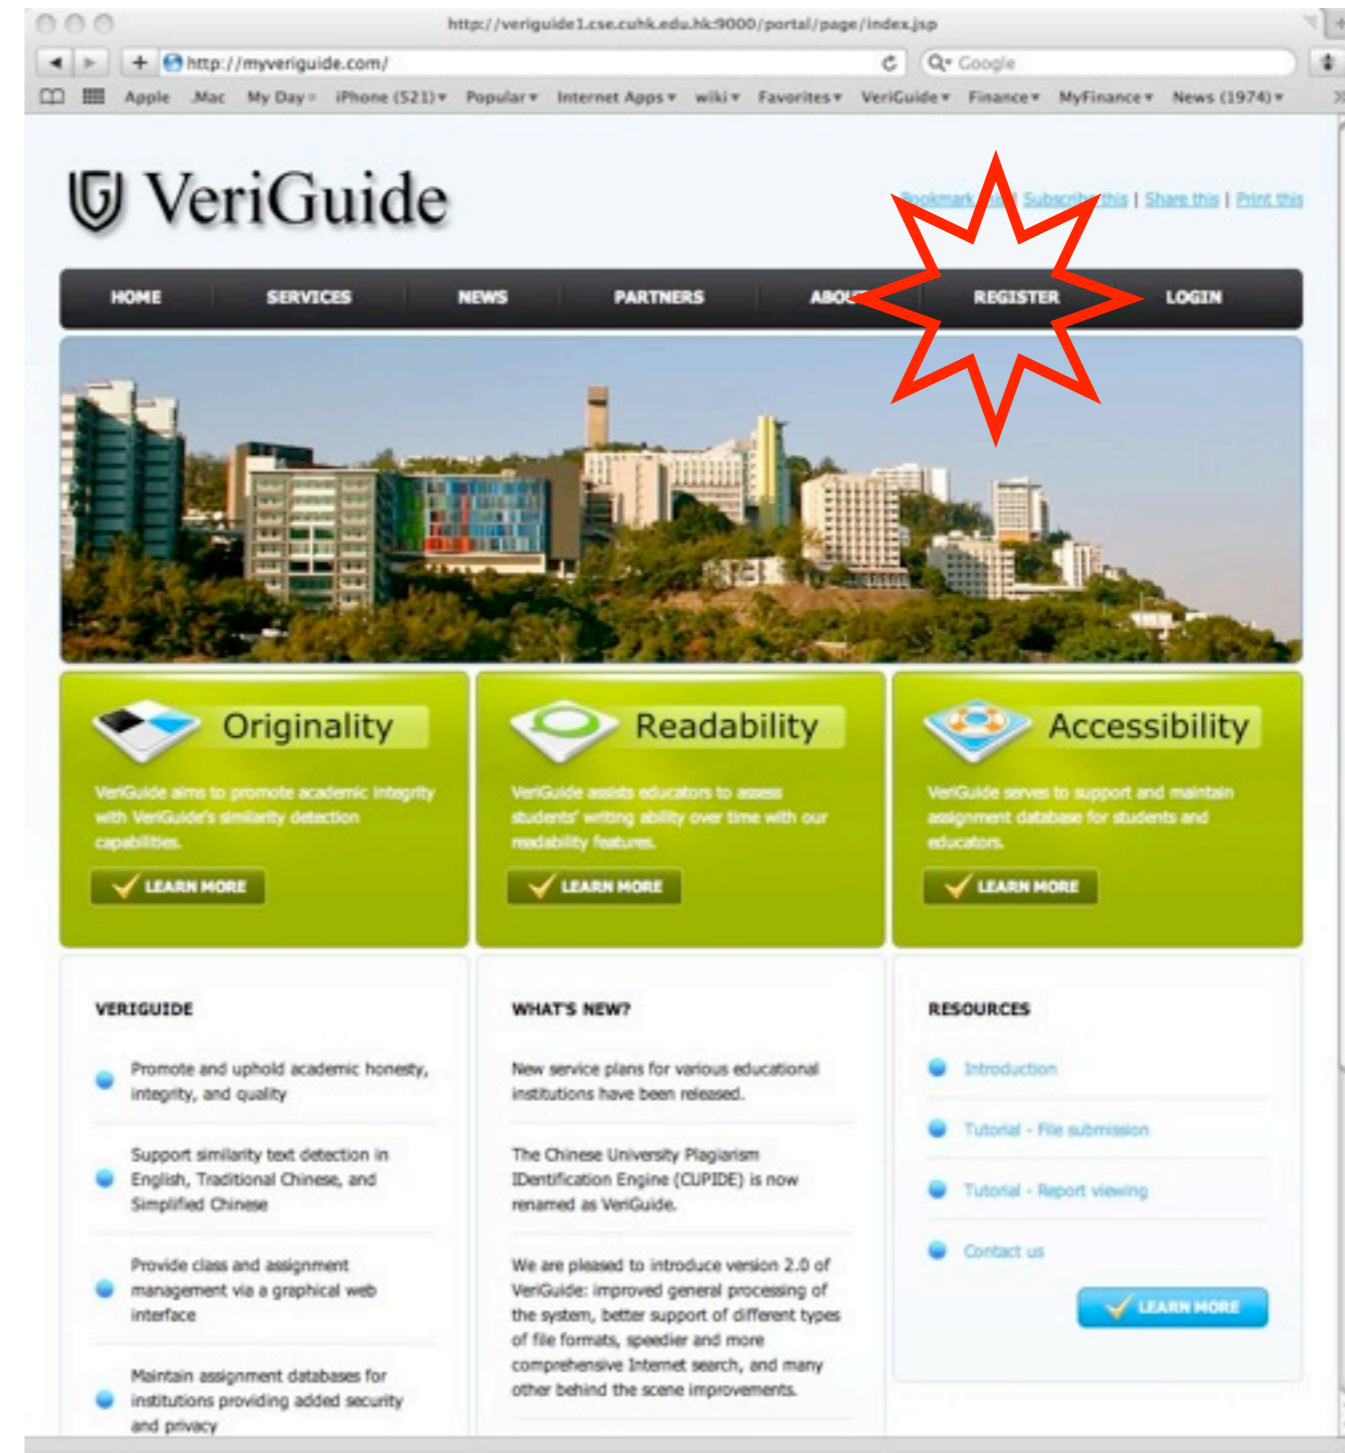 http://veriguide1.cse.cuhk.edu.hk:9000/portal/page/index.jsp
http://myveriguide.com/
Google
Apple .Mac My Day iPhone (521) Popular Internet Apps wiki Favorites VeriGuide Finance MyFinance News (1974)
VeriGuide
Bookmark | Subscribe this | Share this | Print this
HOME SERVICES NEWS PARTNERS REGISTER LOGIN
Originality
VeriGuide aims to promote academic integrity
with VeriGuide's similarity detection
capabilities.
LEARN MORE
Readability
VeriGuide assists educators to assess
students' writing ability over time with our
readability features.
LEARN MORE
Accessibility
VeriGuide serves to support and maintain
assignment database for students and
educators.
LEARN MORE
VERIGUIDE
Promote and uphold academic honesty,
integrity, and quality
Support similarity text detection in
English, Traditional Chinese, and
Simplified Chinese
Provide class and assignment
management via a graphical web
interface
Maintain assignment databases for
institutions providing added security
and privacy
WHAT'S NEW?
New service plans for various educational
institutions have been released.
The Chinese University Plagiarism
IDentification Engine (CUPIDE) is now
renamed as VeriGuide.
We are pleased to introduce version 2.0 of
VeriGuide: improved general processing of
the system, better support of different types
of file formats, speedier and more
comprehensive Internet search, and many
other behind the scene improvements.
RESOURCES
Introduction
Tutorial - File submission
Tutorial - Report viewing
Contact us
LEARN MORE